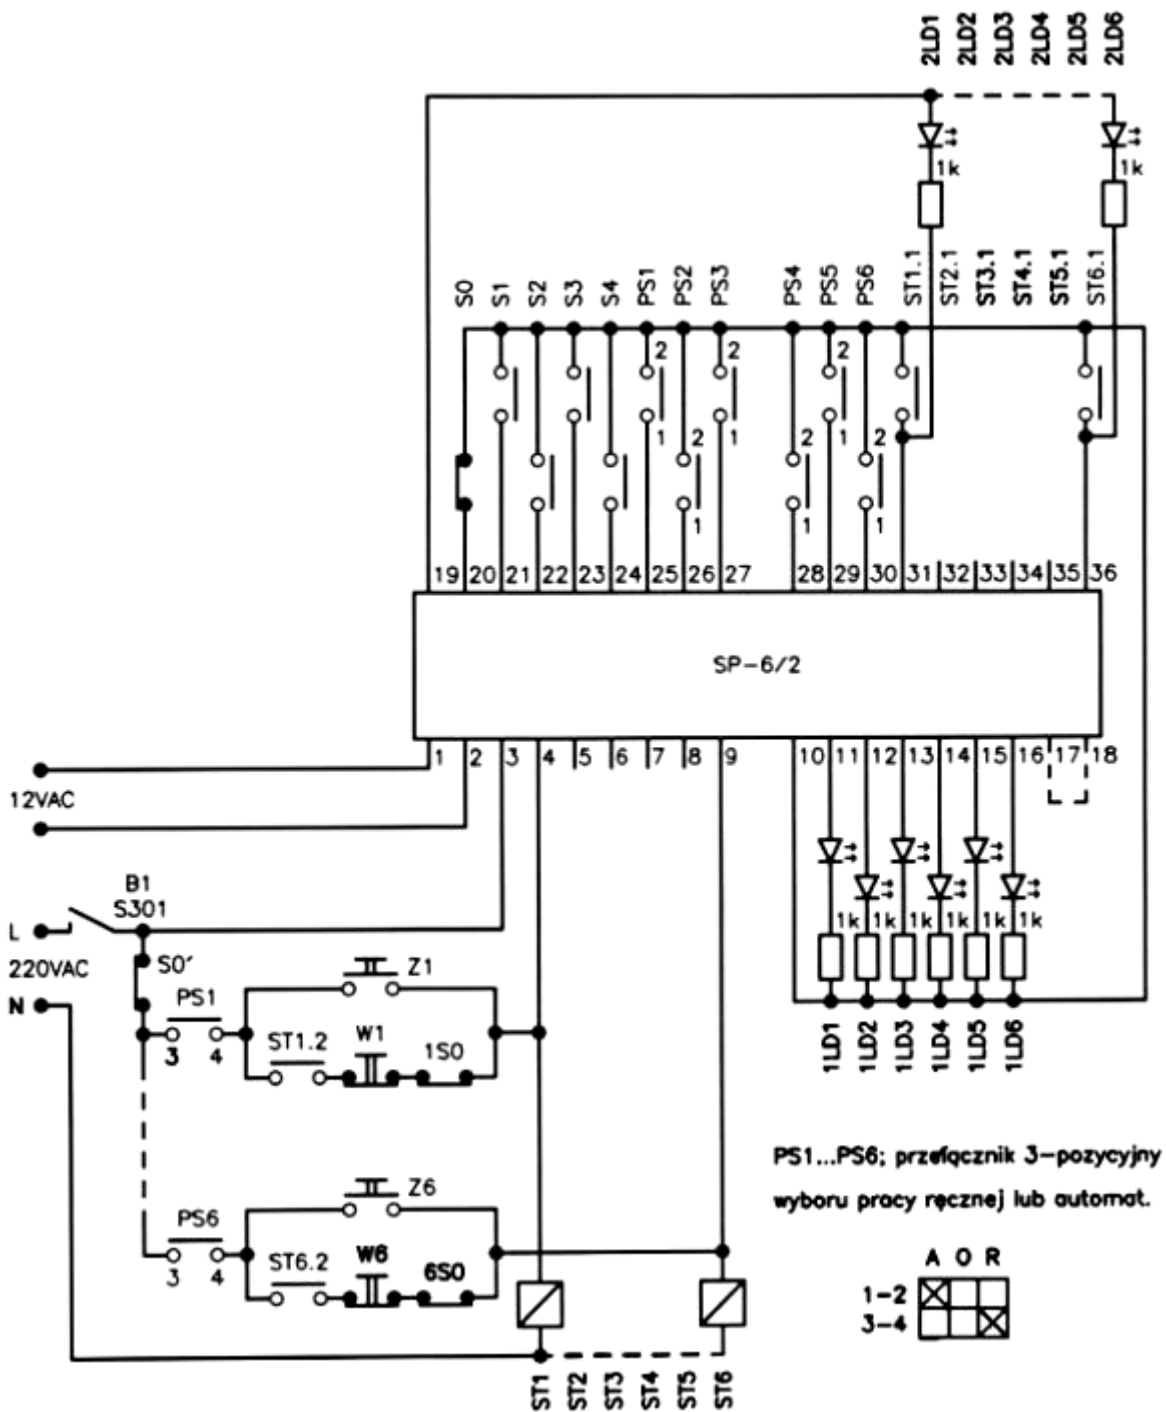 2LD1 2LD2 2LD3 2LD4 2LD5 2LD6
1k 1k
S0 S1 S2 S3 S4 PS1 PS2 PS3 PS4 PS5 PS6 ST1.1 ST2.1 ST3.1 ST4.1 ST5.1 ST6.1
2 2 2
1 1 1
2 2 2
1 1 1
19 20 21 22 23 24 25 26 27 28 29 30 31 32 33 34 35 36
SP-6/2
1 2 3 4 5 6 7 8 9 10 11 12 13 14 15 16 17 18
12VAC
B1
S301
L
220VAC
N
S0'
PS1
3 4
Z1
ST1.2
W1
1S0
1k 1k 1k 1k 1k 1k
1LD1 1LD2 1LD3 1LD4 1LD5 1LD6
PS6
3 4
Z6
ST6.2
W6
6S0
ST1 ST2 ST3 ST4 ST5 ST6
PS1...PS6; przełącznik 3-pozycyjny
wyboru pracy ręcznej lub automat.
A O R
1-2
3-4